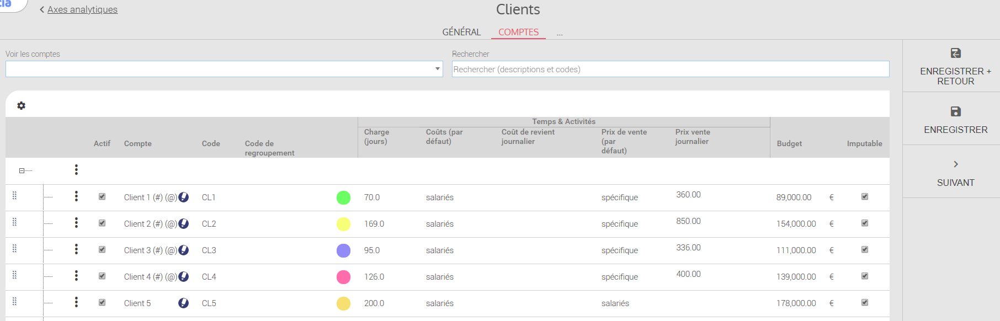 cia
Axes analytiques
Clients
GÉNÉRAL COMPTES ...
Voir les comptes Rechercher
Rechercher (descriptions et codes)
ENREGISTRER +
RETOUR
ENREGISTRER
SUIVANT
Temps & Activités
Actif Compte Code Code de regroupement Charge (jours) Coûts (par défaut) Coût de revient journalier Prix de vente (par défaut) Prix vente journalier Budget Imputable
Client 1 (#) (@) CL1 70.0 salariés spécifique 360.00 89,000.00 €
Client 2 (#) (@) CL2 169.0 salariés spécifique 850.00 154,000.00 €
Client 3 (#) (@) CL3 95.0 salariés spécifique 336.00 111,000.00 €
Client 4 (#) (@) CL4 126.0 salariés spécifique 400.00 139,000.00 €
Client 5 CL5 200.0 salariés salariés 178,000.00 €